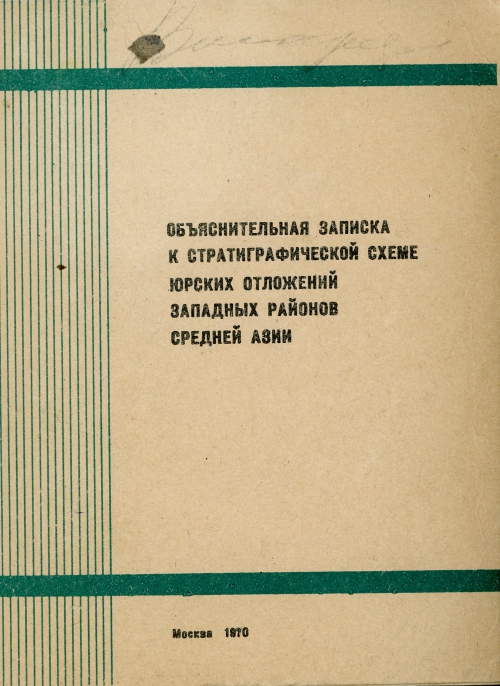 ОБЪЯСНИТЕЛЬНАЯ ЗАПИСКА
К СТРАТИГРАФИЧЕСКОЙ СХЕМЕ
ЮРСКИХ ОТЛОЖЕНИЙ
ЗАПАДНЫХ РАЙОНОВ
СРЕДНЕЙ АЗИИ
Москва 1970